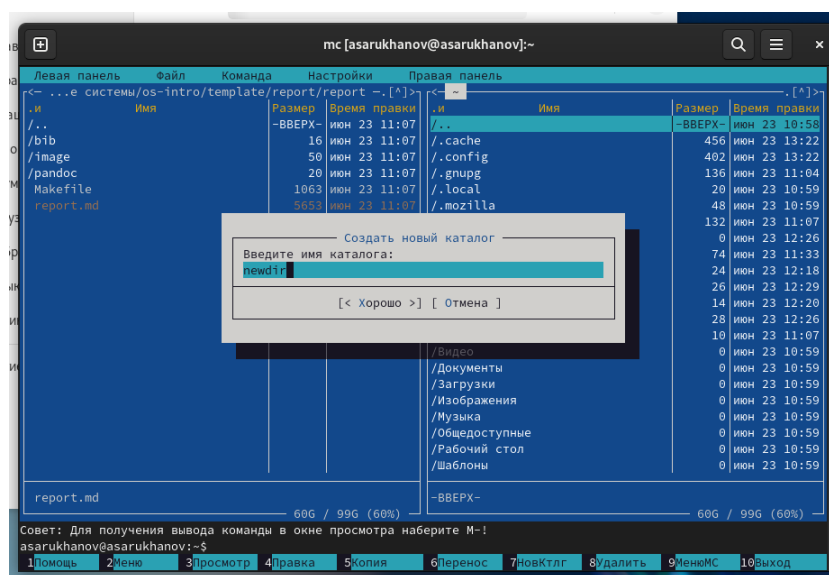 mc [asarukhanov@asarukhanov]:~
Левая панель Файл Команда Настройки Правая панель
<— ...е системы/os-intro/template/report/report —.[^]>
.и Имя Размер Время правки
/.. -ВВЕРХ- июн 23 11:07
/bib 16 июн 23 11:07
/image 50 июн 23 11:07
/pandoc 20 июн 23 11:07
Makefile 1063 июн 23 11:07
report.md 5653 июн 23 11:07
report.md
60G / 99G (60%)
<— ~ .[^]>
.и Имя Размер Время правки
/.. -ВВЕРХ- июн 23 10:58
/.cache 456 июн 23 13:22
/.config 402 июн 23 13:22
/.gnupg 136 июн 23 11:04
/.local 20 июн 23 10:59
/.mozilla 48 июн 23 10:59
132 июн 23 11:07
0 июн 23 12:26
74 июн 23 11:33
24 июн 23 12:18
26 июн 23 12:29
14 июн 23 12:20
28 июн 23 12:26
10 июн 23 11:07
/Видео 0 июн 23 10:59
/Документы 0 июн 23 10:59
/Загрузки 0 июн 23 10:59
/Изображения 0 июн 23 10:59
/Музыка 0 июн 23 10:59
/Общедоступные 0 июн 23 10:59
/Рабочий стол 0 июн 23 10:59
/Шаблоны 0 июн 23 10:59
-ВВЕРХ-
60G / 99G (60%)
Создать новый каталог
Введите имя каталога:
newdir
[< Хорошо >] [ Отмена ]
Совет: Для получения вывода команды в окне просмотра наберите M-!
asarukhanov@asarukhanov:~$
1Помощь 2Меню 3Просмотр 4Правка 5Копия 6Перенос 7НовКтлг 8Удалить 9МенюMC 10Выход